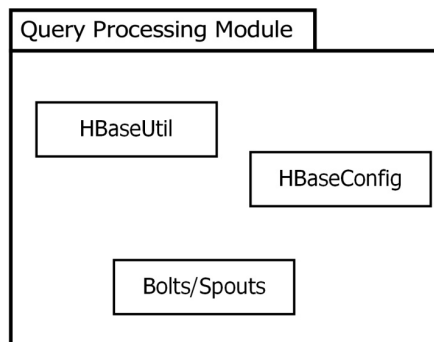 Query Processing Module
HBaseUtil
HBaseConfig
Bolts/Spouts